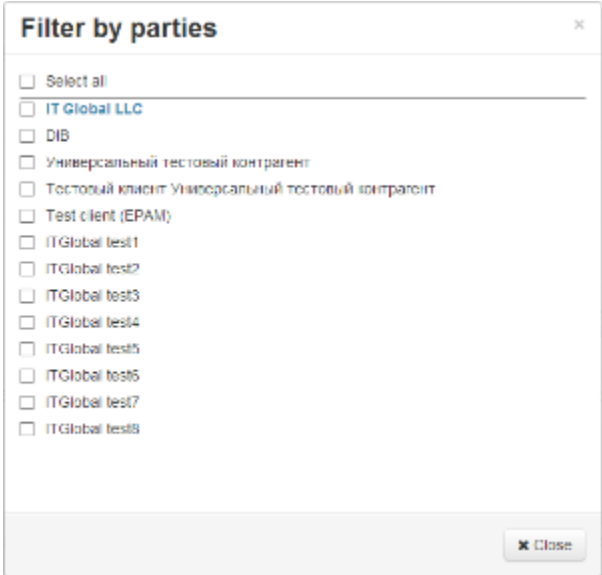 Filter by parties
×
Select all
IT Global LLC
DIB
Универсальный тестовый контрагент
Тестовый клиент Универсальный тестовый контрагент
Test client (EPAM)
ITGlobal test1
ITGlobal test2
ITGlobal test3
ITGlobal test4
ITGlobal test5
ITGlobal test6
ITGlobal test7
ITGlobal test8
✖ Close